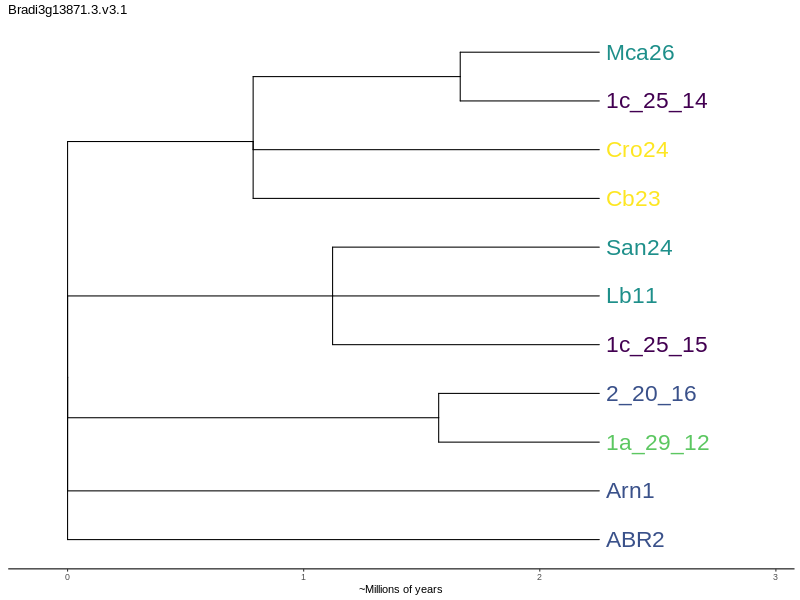 Bradi3g13871.3.v3.1
Mca26
1c_25_14
Cro24
Cb23
San24
Lb11
1c_25_15
2_20_16
1a_29_12
Arn1
ABR2
0 1 2 3
~Millions of years